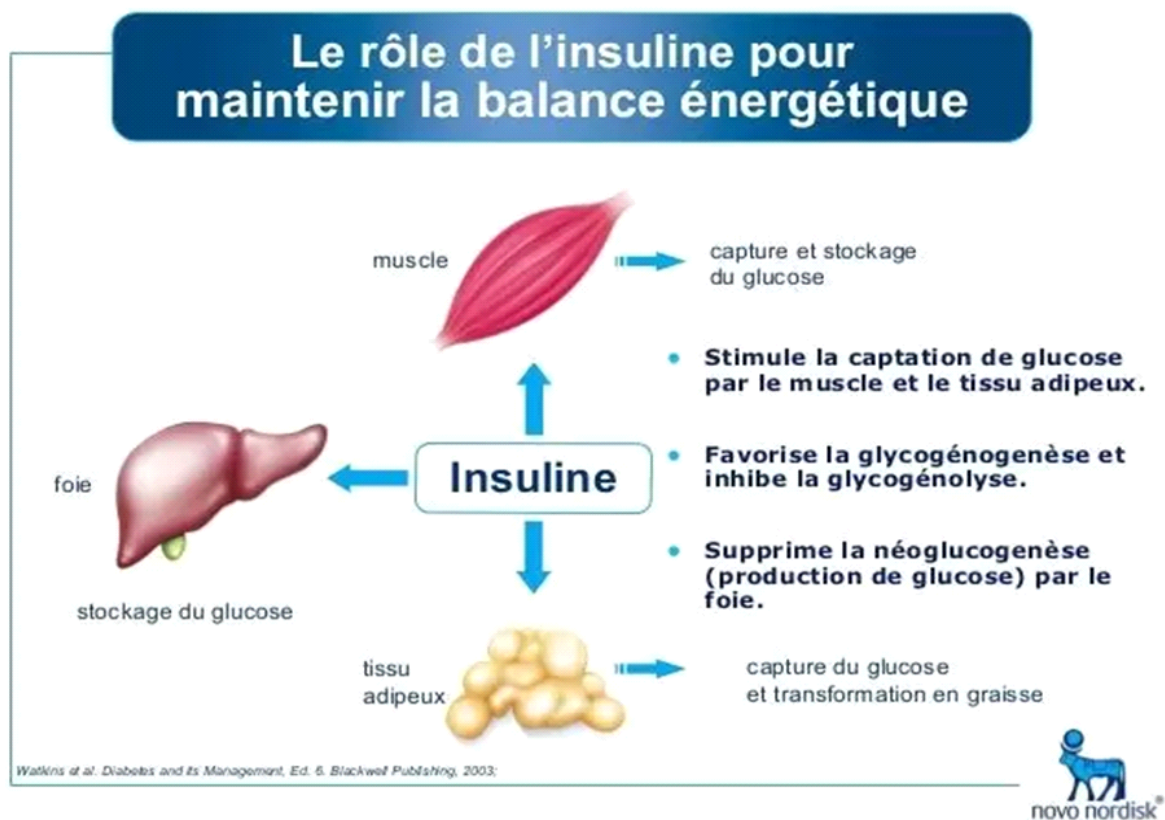 Le rôle de l'insuline pour
maintenir la balance énergétique
muscle
capture et stockage
du glucose
Stimule la captation de glucose
par le muscle et le tissu adipeux.
foie
Insuline
Favorise la glycogénogenèse et
inhibe la glycogénolyse.
Supprime la néoglucogenèse
(production de glucose) par le
foie.
stockage du glucose
tissu
adipeux
capture du glucose
et transformation en graisse
Watkins et al. Diabetes and its Management, Ed. 6. Blackwell Publishing, 2003;
novo nordisk®